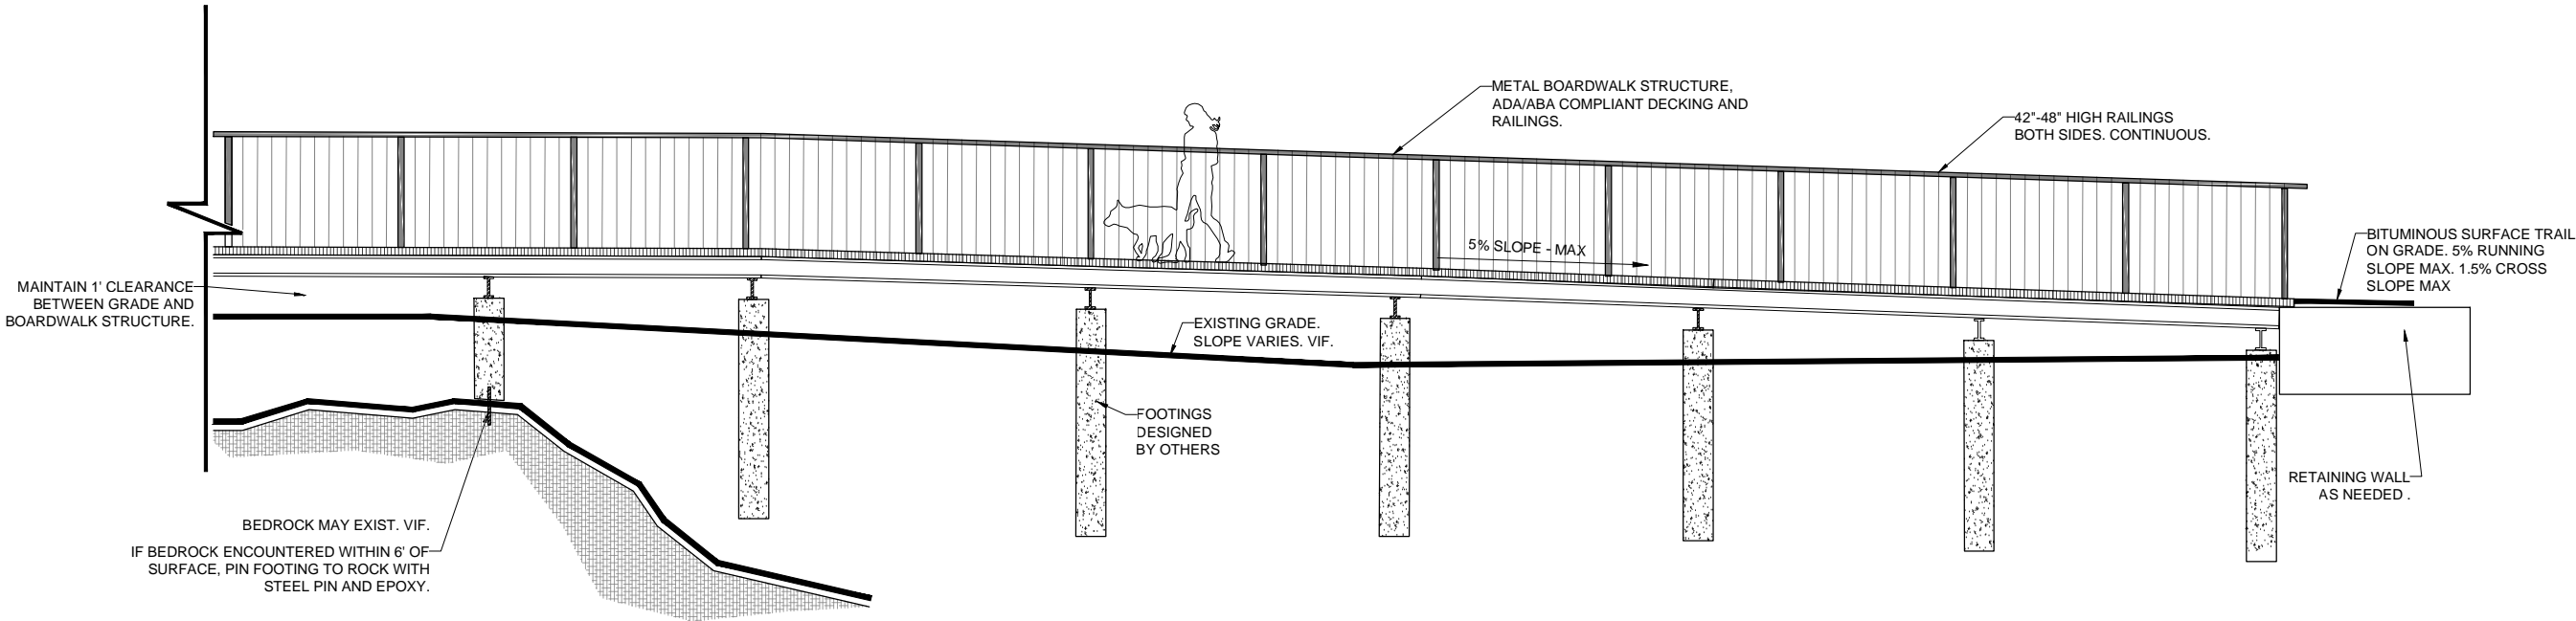 METAL BOARDWALK STRUCTURE,
ADA/ABA COMPLIANT DECKING AND
RAILINGS.
42"-48" HIGH RAILINGS
BOTH SIDES. CONTINUOUS.
5% SLOPE - MAX
BITUMINOUS SURFACE TRAIL
ON GRADE. 5% RUNNING
SLOPE MAX. 1.5% CROSS
SLOPE MAX
MAINTAIN 1' CLEARANCE
BETWEEN GRADE AND
BOARDWALK STRUCTURE.
EXISTING GRADE.
SLOPE VARIES. VIF.
FOOTINGS
DESIGNED
BY OTHERS
RETAINING WALL
AS NEEDED .
BEDROCK MAY EXIST. VIF.
IF BEDROCK ENCOUNTERED WITHIN 6' OF
SURFACE, PIN FOOTING TO ROCK WITH
STEEL PIN AND EPOXY.